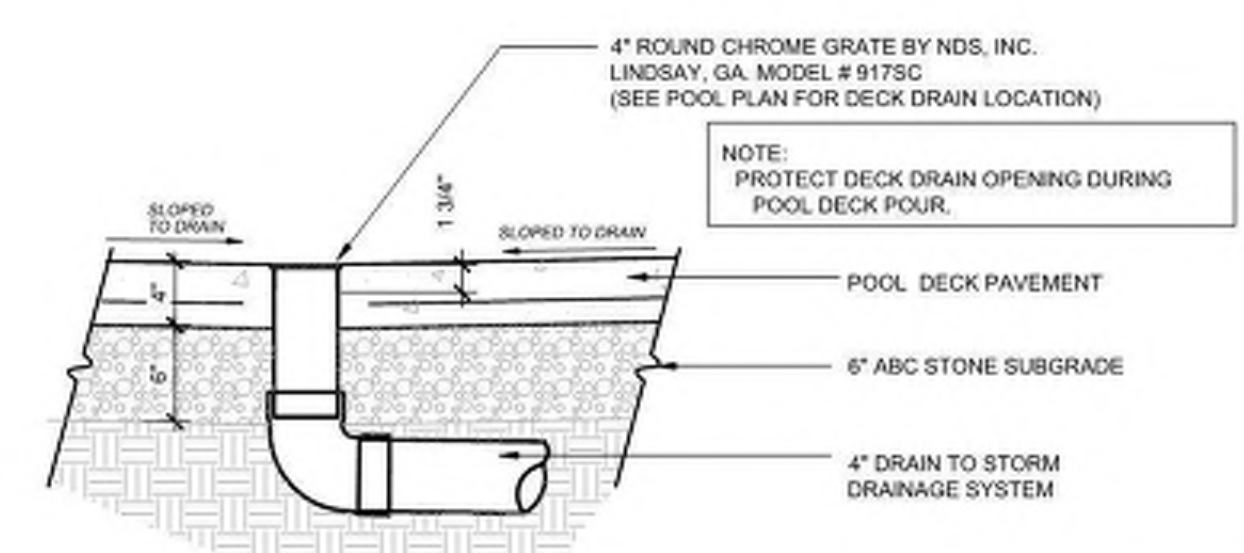 4" ROUND CHROME GRATE BY NDS, INC.
LINDSAY, GA. MODEL # 917SC
(SEE POOL PLAN FOR DECK DRAIN LOCATION)
NOTE:
PROTECT DECK DRAIN OPENING DURING
POOL DECK POUR.
1 3/4"
SLOPED
TO DRAIN
SLOPED TO DRAIN
4"
POOL DECK PAVEMENT
6"
6" ABC STONE SUBGRADE
4" DRAIN TO STORM
DRAINAGE SYSTEM